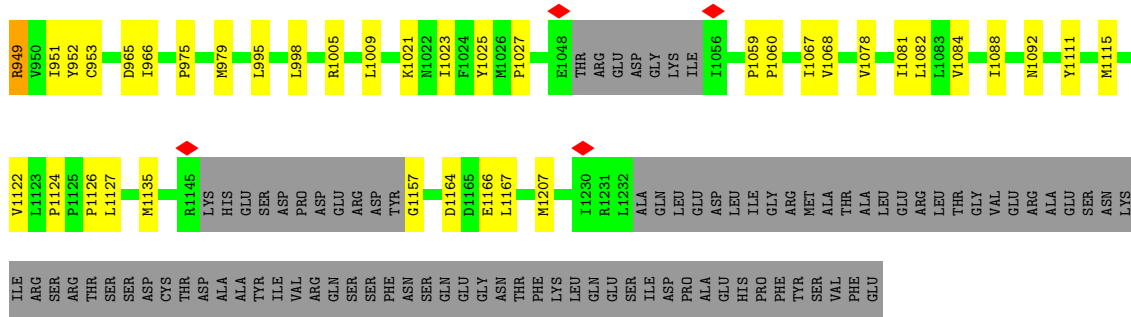 R949 V950 I951 Y952 C953 D965 I966 P975 M979 L995 L998 R1005 L1009 K1021 N1022 I1023 F1024 Y1025 M1026 P1027 E1048 THR ARG GLU ASP GLY LYS ILE I1056 P1059 P1060 I1067 V1068 V1078 I1081 L1082 L1083 V1084 I1088 N1092 Y1111 M1115
V1122 L1123 P1124 P1125 P1126 L1127 M1135 R1145 LYS HIS GLU SER ASP PRO ASP GLU ARG ASP TYR G1157 D1164 D1165 E1166 L1167 M1207 I1230 R1231 L1232 ALA GLN LEU GLU ASP LEU ILE GLY ARG MET ALA THR ALA LEU GLU ARG LEU THR GLY VAL GLU ARG ALA GLU SER ASN LYS
ILE ARG SER ARG THR SER SER ASP CYS THR ASP ALA ALA TYR ILE VAL ARG GLN SER SER PHE ASN SER GLN GLU GLY ASN THR PHE LYS LEU GLN GLU SER ILE ASP PRO ALA GLU HIS PRO PHE TYR SER VAL PHE GLU